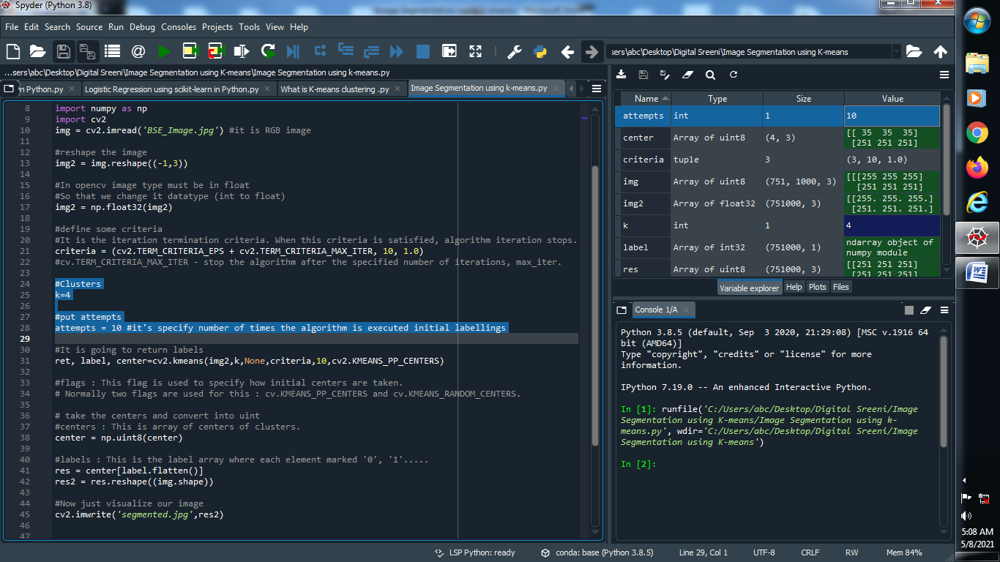 Spyder (Python 3.8)
File Edit Search Source Run Debug Consoles Projects Tools View Help
:sers\abc\Desktop\Digital Sreeni\Image Segmentation using K-means
...sers\abc\Desktop\Digital Sreeni\Image Segmentation using K-means\Image Segmentation using k-means.py
n Python.py Logistic Regression using scikit-learn in Python.py What is K-means clustering .py Image Segmentation using k-means.py
8 import numpy as np
9 import cv2
10 img = cv2.imread('BSE_Image.jpg') #it is RGB image
11
12 #reshape the image
13 img2 = img.reshape((-1,3))
14
15 #In opencv image type must be in float
16 #So that we change it datatype (int to float)
17 img2 = np.float32(img2)
18
19 #define some criteria
20 #It is the iteration termination criteria. When this criteria is satisfied, algorithm iteration stops.
21 criteria = (cv2.TERM_CRITERIA_EPS + cv2.TERM_CRITERIA_MAX_ITER, 10, 1.0)
22 #cv.TERM_CRITERIA_MAX_ITER - stop the algorithm after the specified number of iterations, max_iter.
23
24 #Clusters
25 k=4
26
27 #put attempts
28 attempts = 10 #it's specify number of times the algorithm is executed initial labellings
29
30 #It is going to return labels
31 ret, label, center=cv2.kmeans(img2,k,None,criteria,10,cv2.KMEANS_PP_CENTERS)
32
33 #flags : This flag is used to specify how initial centers are taken.
34 # Normally two flags are used for this : cv.KMEANS_PP_CENTERS and cv.KMEANS_RANDOM_CENTERS.
35
36 # take the centers and convert into uint
37 #centers : This is array of centers of clusters.
38 center = np.uint8(center)
39
40 #labels : This is the label array where each element marked '0', '1'.....
41 res = center[label.flatten()]
42 res2 = res.reshape((img.shape))
43
44 #Now just visualize our image
45 cv2.imwrite('segmented.jpg',res2)
46
47
Name Type Size Value
attempts int 1 10
center Array of uint8 (4, 3) [[ 35 35 35]
[251 251 251]
criteria tuple 3 (3, 10, 1.0)
img Array of uint8 (751, 1000, 3) [[[255 255 255]
[251 251 251]
img2 Array of float32 (751000, 3) [[255. 255. 255.]
[251. 251. 251.]
k int 1 4
label Array of int32 (751000, 1) ndarray object of
numpy module
res Array of uint8 (751000, 3) [[251 251 251]
[251 251 251]
Variable explorer Help Plots Files
Console 1/A
Python 3.8.5 (default, Sep 3 2020, 21:29:08) [MSC v.1916 64
bit (AMD64)]
Type "copyright", "credits" or "license" for more
information.
IPython 7.19.0 -- An enhanced Interactive Python.
In [1]: runfile('C:/Users/abc/Desktop/Digital Sreeni/Image
Segmentation using K-means/Image Segmentation using k-
means.py', wdir='C:/Users/abc/Desktop/Digital Sreeni/Image
Segmentation using K-means')
In [2]:
LSP Python: ready conda: base (Python 3.8.5) Line 29, Col 1 UTF-8 CRLF RW Mem 84%
5:08 AM
5/8/2021